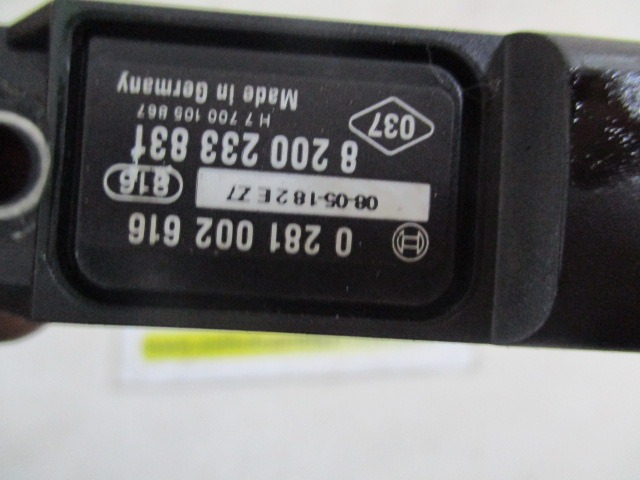 0 281 002 616
08-05-18 2 E Z7
816
8 200 233 831
037
H 7 700 105 867
Made in Germany